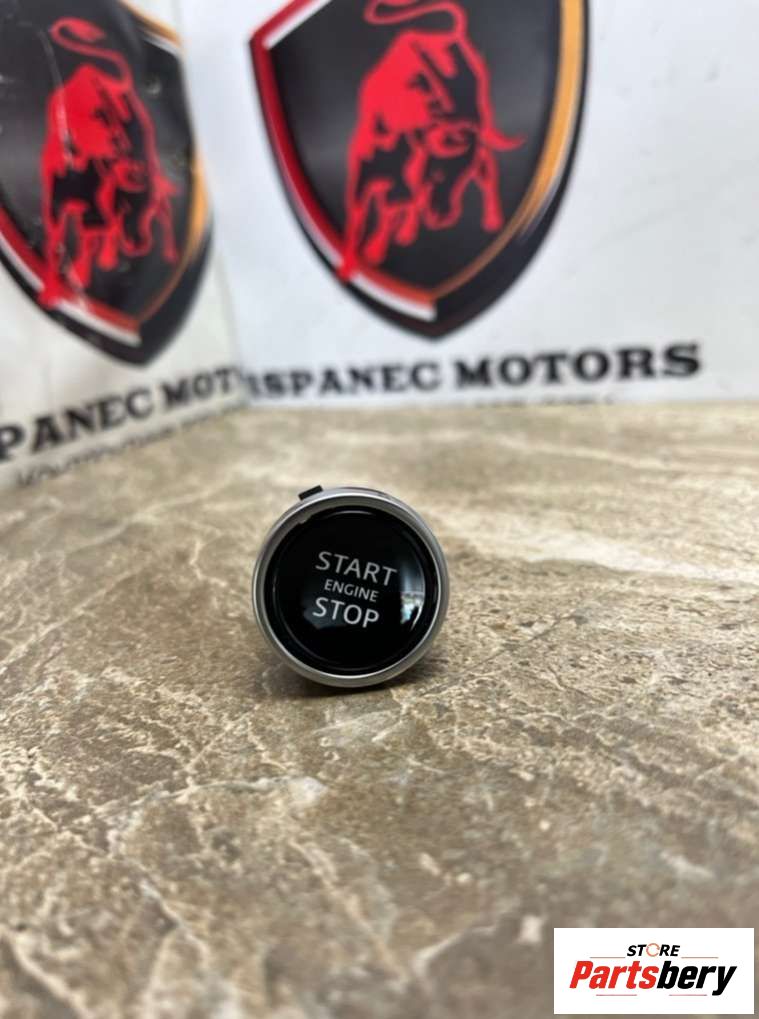 PANEC MOT
SPANEC MOTORS
START
ENGINE
STOP
STORE
Partsbery